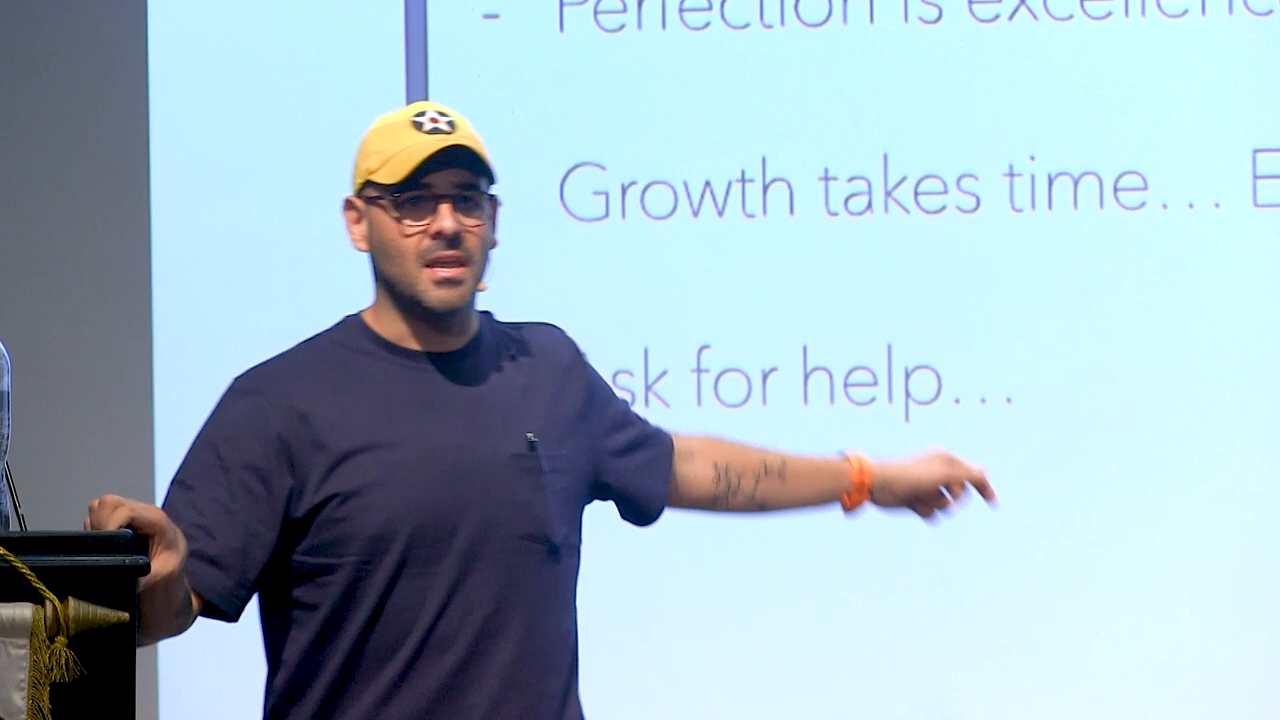 - Perfection is excellenc
Growth takes time… E
sk for help…